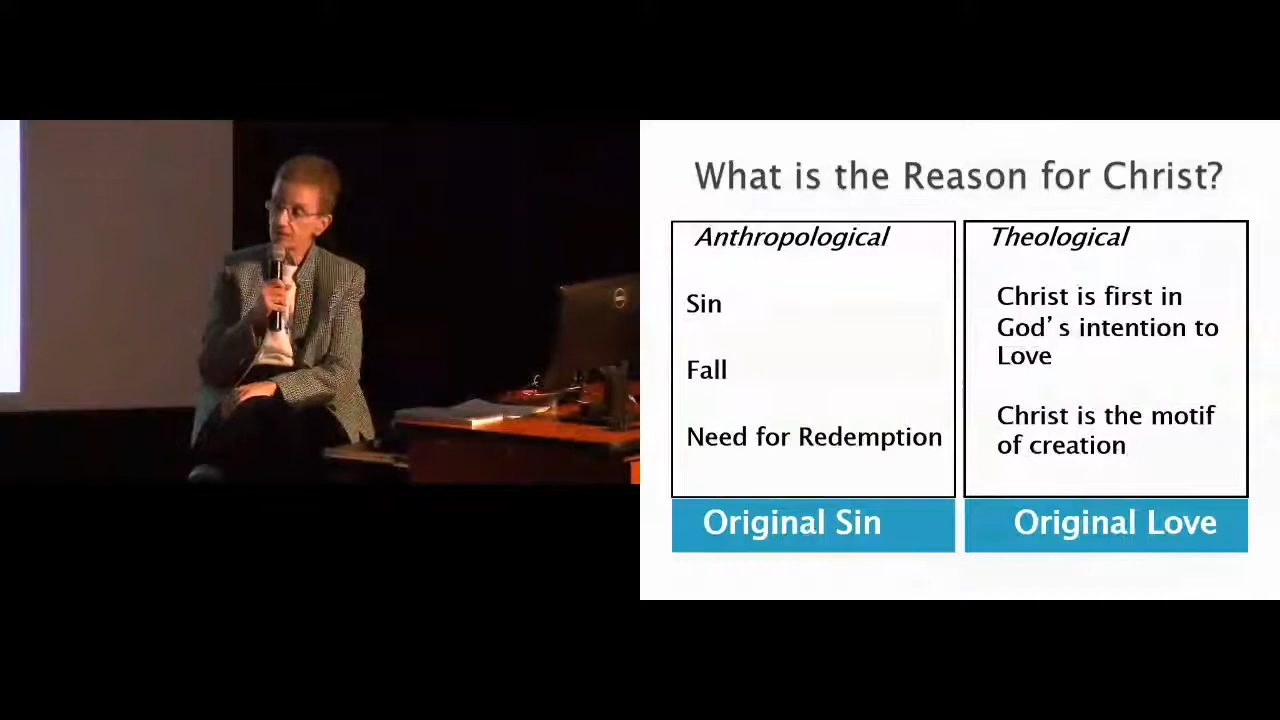 What is the Reason for Christ?
Anthropological
Sin
Fall
Need for Redemption
Original Sin
Theological
Christ is first in
God’s intention to
Love
Christ is the motif
of creation
Original Love